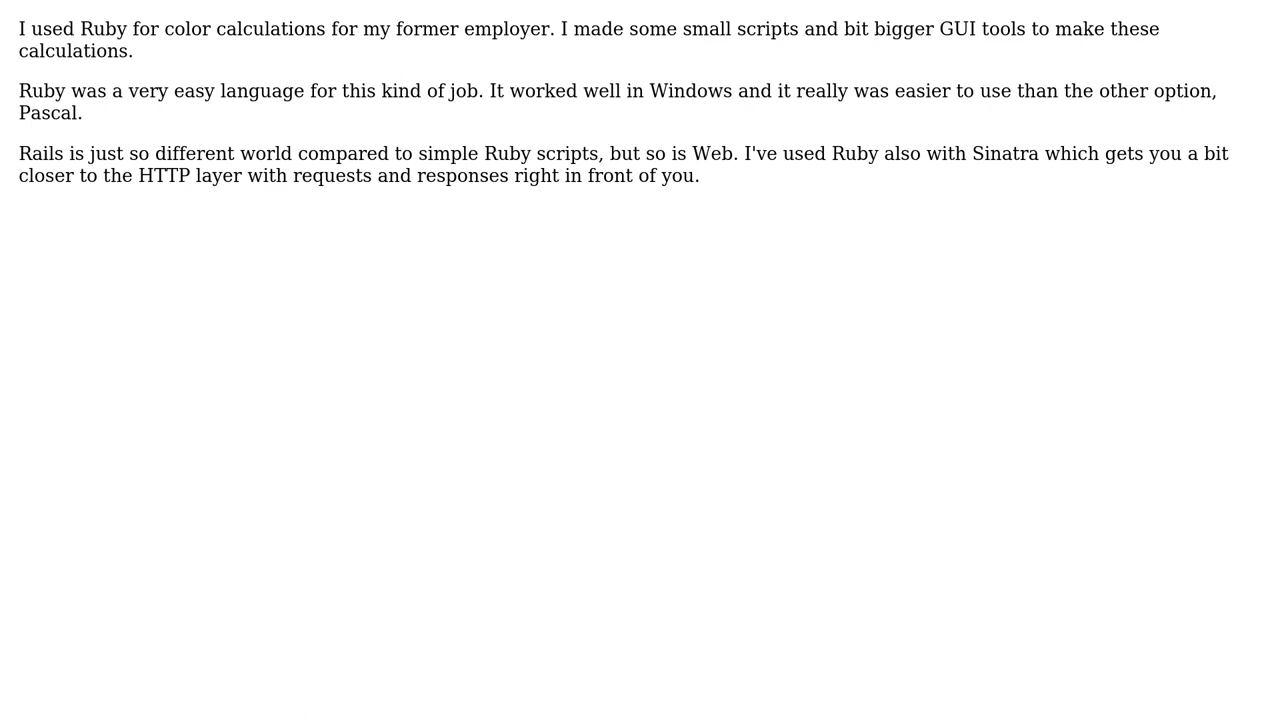 I used Ruby for color calculations for my former employer. I made some small scripts and bit bigger GUI tools to make these
calculations.
Ruby was a very easy language for this kind of job. It worked well in Windows and it really was easier to use than the other option,
Pascal.
Rails is just so different world compared to simple Ruby scripts, but so is Web. I've used Ruby also with Sinatra which gets you a bit
closer to the HTTP layer with requests and responses right in front of you.